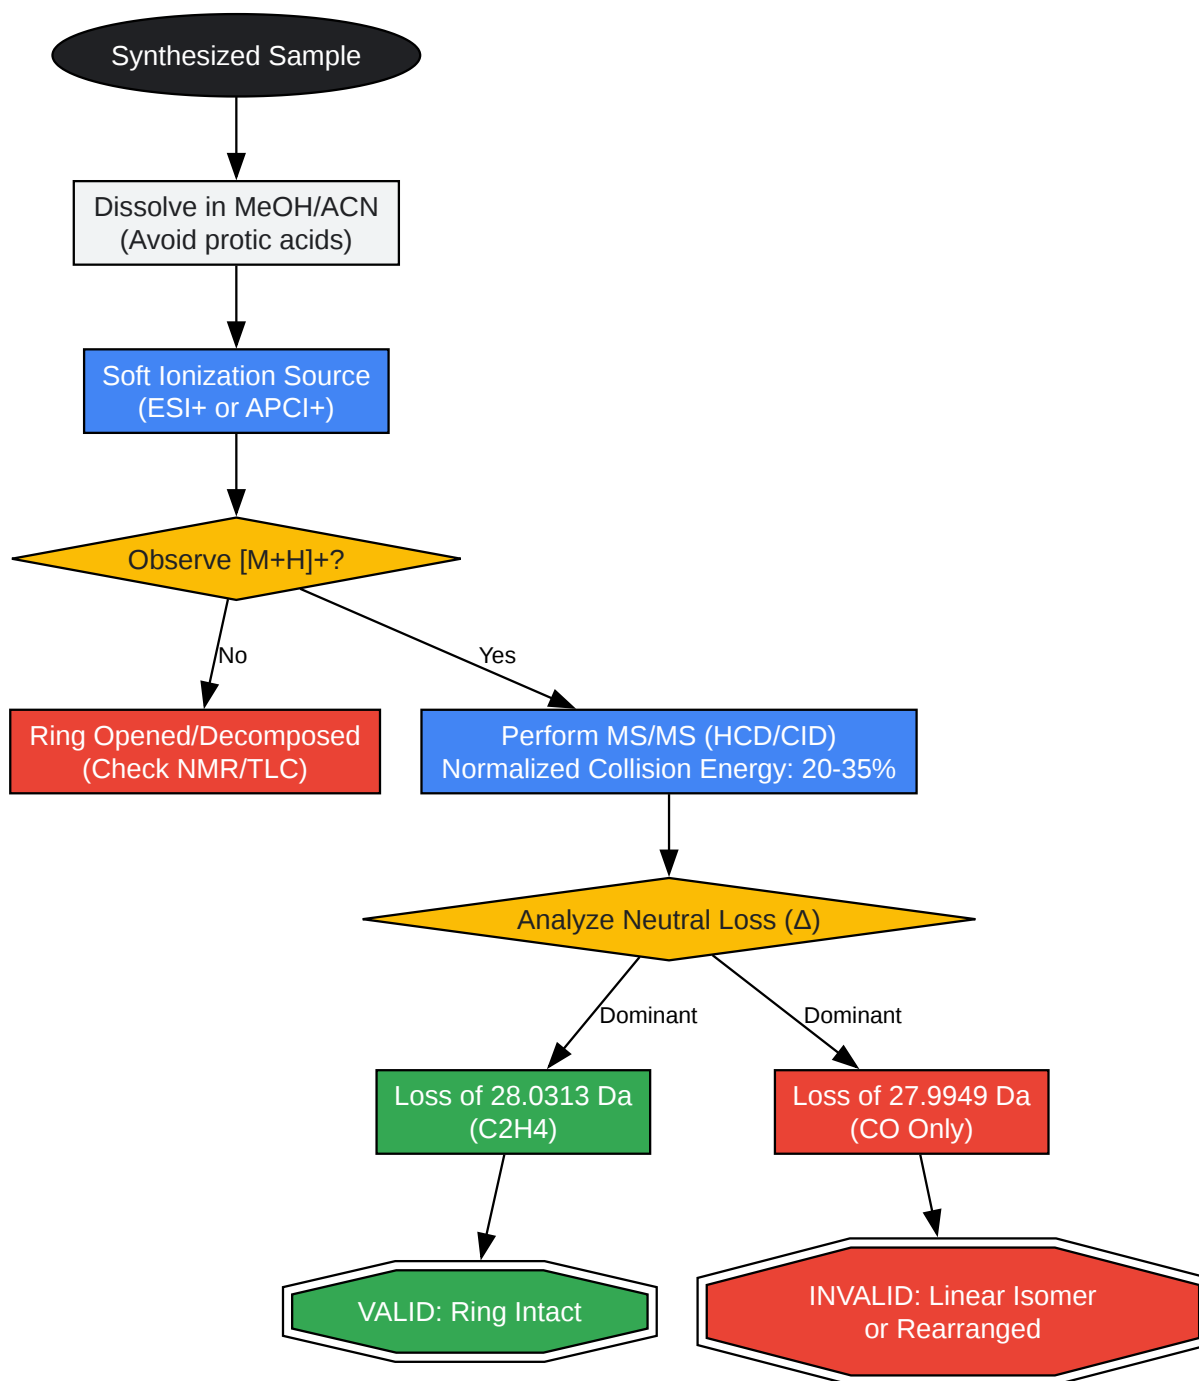 Synthesized Sample
Dissolve in MeOH/ACN
(Avoid protic acids)
Soft Ionization Source
(ESI+ or APCI+)
Observe [M+H]+?
No
Yes
Ring Opened/Decomposed
(Check NMR/TLC)
Perform MS/MS (HCD/CID)
Normalized Collision Energy: 20-35%
Analyze Neutral Loss (Δ)
Dominant
Dominant
Loss of 28.0313 Da
(C2H4)
Loss of 27.9949 Da
(CO Only)
VALID: Ring Intact
INVALID: Linear Isomer
or Rearranged